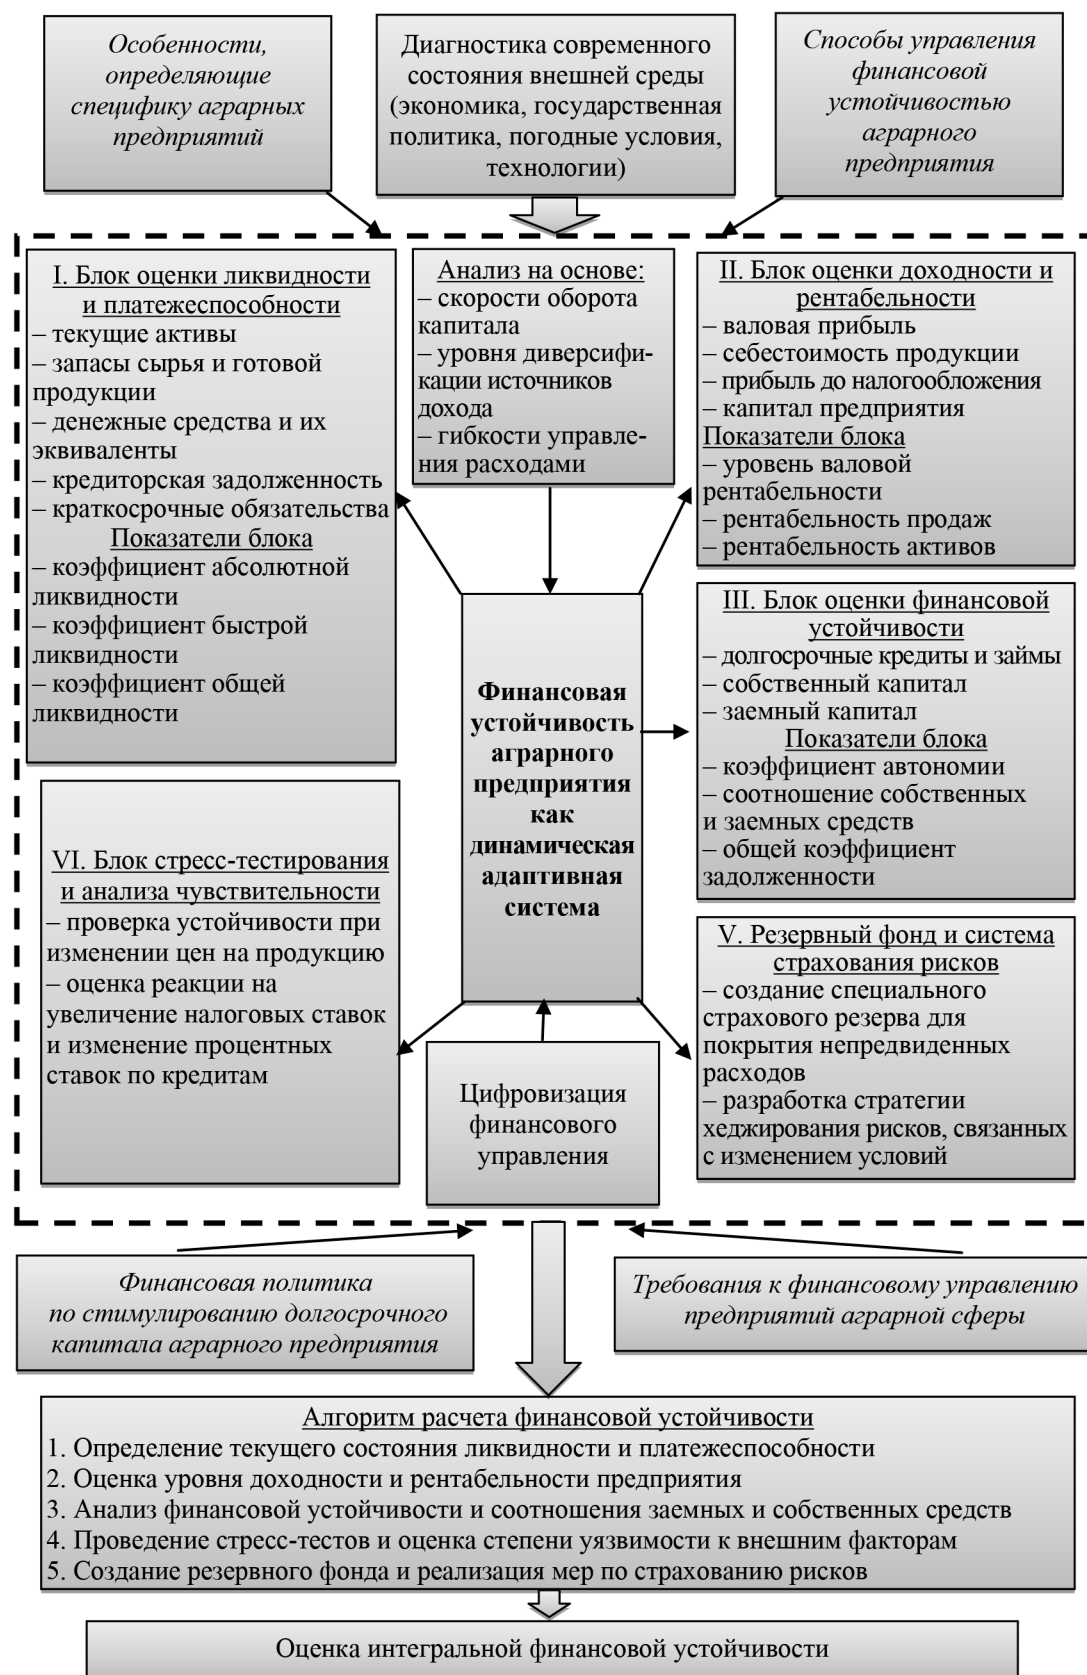 Особенности,
определяющие
специфику аграрных
предприятий
Диагностика современного
состояния внешней среды
(экономика, государственная
политика, погодные условия,
технологии)
Способы управления
финансовой
устойчивостью
аграрного
предприятия
I. Блок оценки ликвидности
и платежеспособности
– текущие активы
– запасы сырья и готовой
продукции
– денежные средства и их
эквиваленты
– кредиторская задолженность
– краткосрочные обязательства
Показатели блока
– коэффициент абсолютной
ликвидности
– коэффициент быстрой
ликвидности
– коэффициент общей
ликвидности
Анализ на основе:
– скорости оборота
капитала
– уровня диверсифи-
кации источников
дохода
– гибкости управле-
ния расходами
II. Блок оценки доходности и
рентабельности
– валовая прибыль
– себестоимость продукции
– прибыль до налогообложения
– капитал предприятия
Показатели блока
– уровень валовой
рентабельности
– рентабельность продаж
– рентабельность активов
Финансовая
устойчивость
аграрного
предприятия
как
динамическая
адаптивная
система
III. Блок оценки финансовой
устойчивости
– долгосрочные кредиты и займы
– собственный капитал
– заемный капитал
Показатели блока
– коэффициент автономии
– соотношение собственных
и заемных средств
– общей коэффициент
задолженности
VI. Блок стресс-тестирования
и анализа чувствительности
– проверка устойчивости при
изменении цен на продукцию
– оценка реакции на
увеличение налоговых ставок
и изменение процентных
ставок по кредитам
Цифровизация
финансового
управления
V. Резервный фонд и система
страхования рисков
– создание специального
страхового резерва для
покрытия непредвиденных
расходов
– разработка стратегии
хеджирования рисков, связанных
с изменением условий
Финансовая политика
по стимулированию долгосрочного
капитала аграрного предприятия
Требования к финансовому управлению
предприятий аграрной сферы
Алгоритм расчета финансовой устойчивости
1. Определение текущего состояния ликвидности и платежеспособности
2. Оценка уровня доходности и рентабельности предприятия
3. Анализ финансовой устойчивости и соотношения заемных и собственных средств
4. Проведение стресс-тестов и оценка степени уязвимости к внешним факторам
5. Создание резервного фонда и реализация мер по страхованию рисков
Оценка интегральной финансовой устойчивости